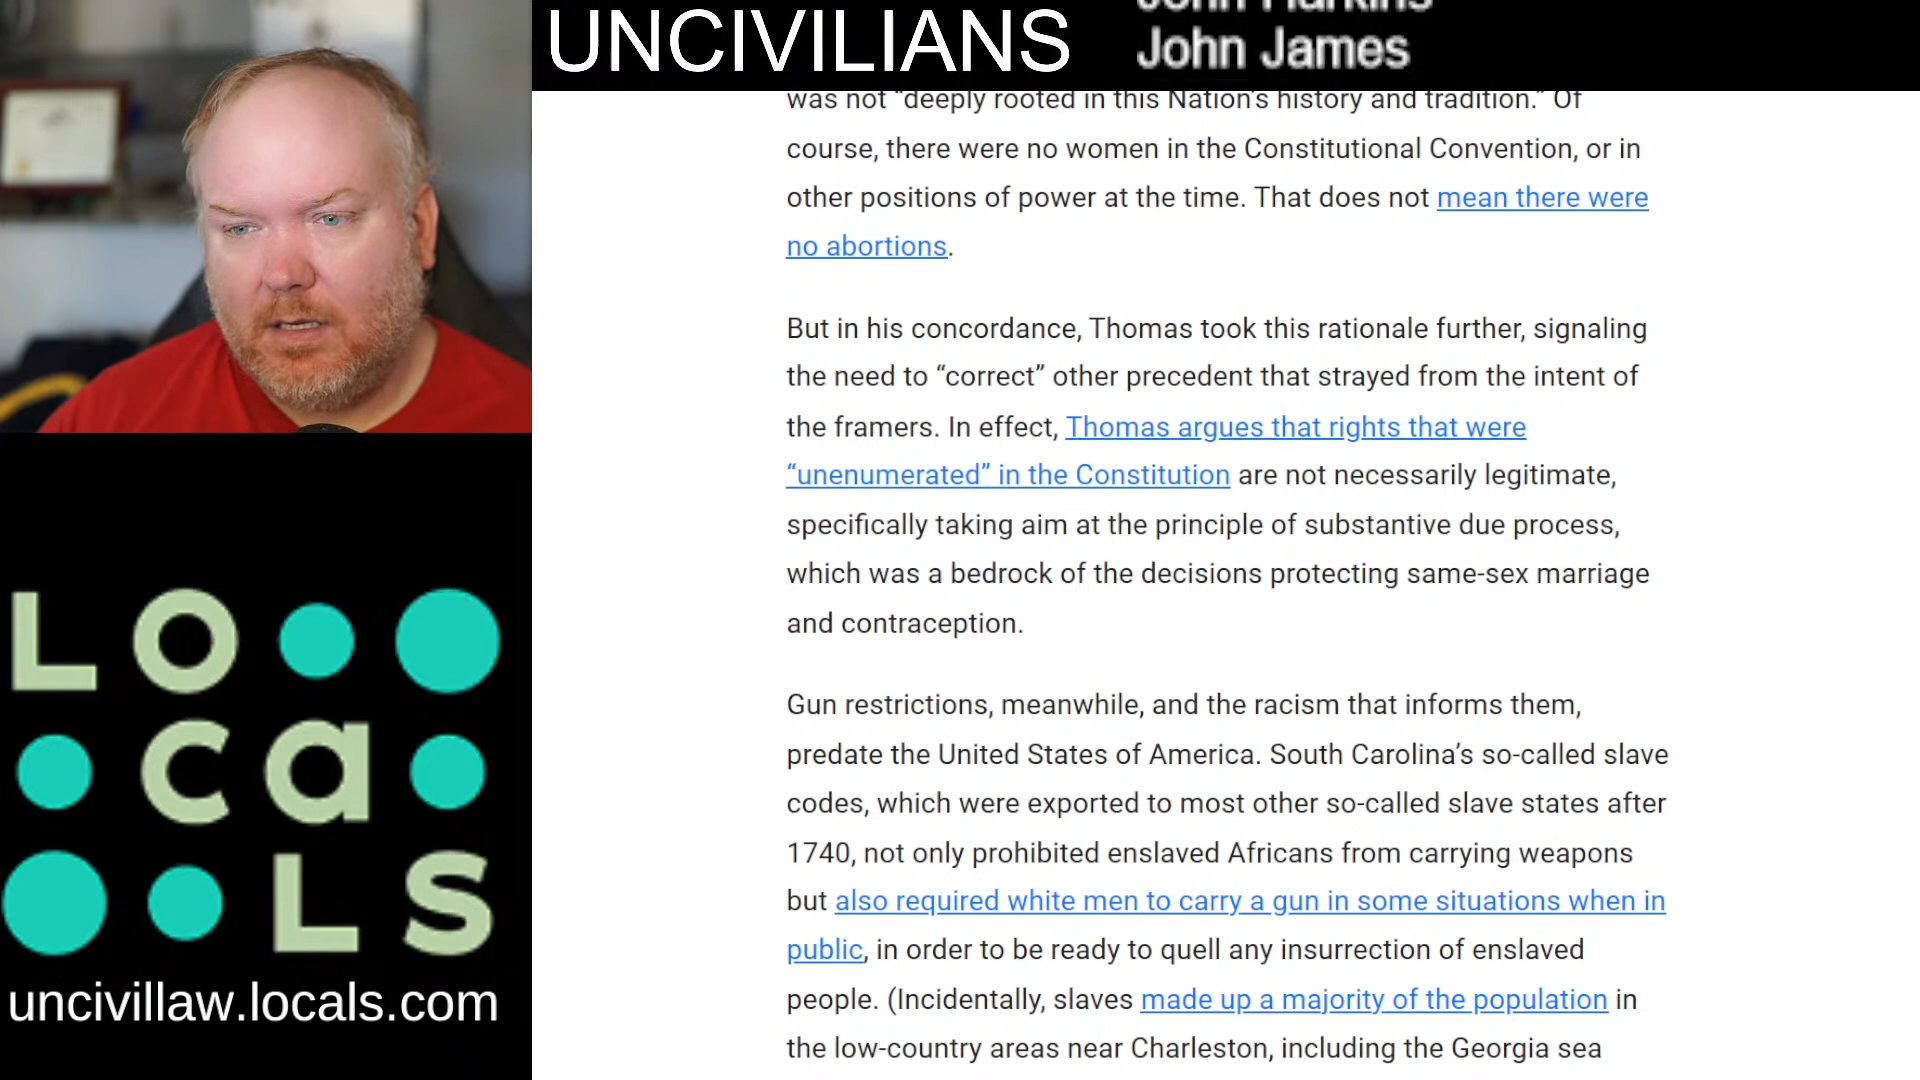 UNCIVILIANS
John Harkins
John James
was not “deeply rooted in this Nation’s history and tradition.” Of
course, there were no women in the Constitutional Convention, or in
other positions of power at the time. That does not mean there were
no abortions.
But in his concordance, Thomas took this rationale further, signaling
the need to “correct” other precedent that strayed from the intent of
the framers. In effect, Thomas argues that rights that were
“unenumerated” in the Constitution are not necessarily legitimate,
specifically taking aim at the principle of substantive due process,
which was a bedrock of the decisions protecting same-sex marriage
and contraception.
Gun restrictions, meanwhile, and the racism that informs them,
predate the United States of America. South Carolina’s so-called slave
codes, which were exported to most other so-called slave states after
1740, not only prohibited enslaved Africans from carrying weapons
but also required white men to carry a gun in some situations when in
public, in order to be ready to quell any insurrection of enslaved
people. (Incidentally, slaves made up a majority of the population in
the low-country areas near Charleston, including the Georgia sea
LO
ca
LS
uncivillaw.locals.com